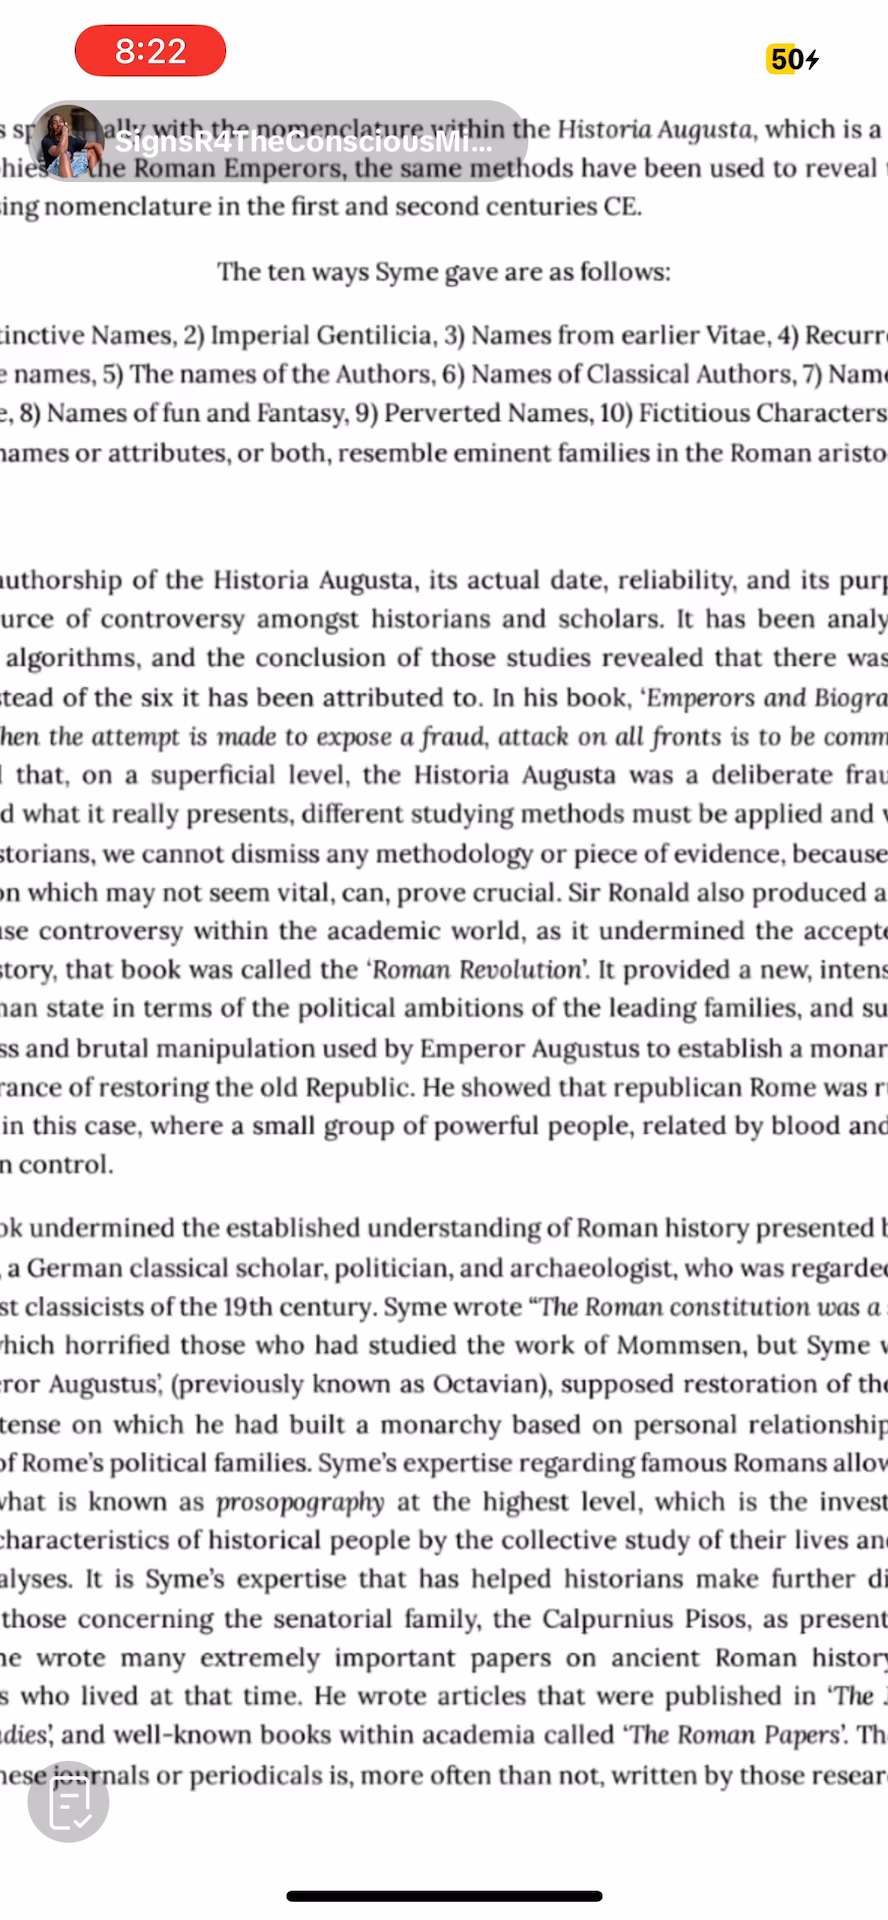 8:22
50
SignsR4TheConsciousMi...
ally with the nomenclature within the Historia Augusta, which is a
the Roman Emperors, the same methods have been used to reveal
ing nomenclature in the first and second centuries CE.
The ten ways Syme gave are as follows:
tinctive Names, 2) Imperial Gentilicia, 3) Names from earlier Vitae, 4) Recurr
e names, 5) The names of the Authors, 6) Names of Classical Authors, 7) Nam
e, 8) Names of fun and Fantasy, 9) Perverted Names, 10) Fictitious Characters
names or attributes, or both, resemble eminent families in the Roman aristo
authorship of the Historia Augusta, its actual date, reliability, and its purp
urce of controversy amongst historians and scholars. It has been analy
algorithms, and the conclusion of those studies revealed that there was
stead of the six it has been attributed to. In his book, ‘Emperors and Biogra
hen the attempt is made to expose a fraud, attack on all fronts is to be comm
that, on a superficial level, the Historia Augusta was a deliberate frau
d what it really presents, different studying methods must be applied and
storians, we cannot dismiss any methodology or piece of evidence, because
on which may not seem vital, can, prove crucial. Sir Ronald also produced a
se controversy within the academic world, as it undermined the accepte
story, that book was called the ‘Roman Revolution’. It provided a new, intens
man state in terms of the political ambitions of the leading families, and su
ss and brutal manipulation used by Emperor Augustus to establish a monar
rance of restoring the old Republic. He showed that republican Rome was r
in this case, where a small group of powerful people, related by blood and
n control.
ok undermined the established understanding of Roman history presented b
, a German classical scholar, politician, and archaeologist, who was regarded
st classicists of the 19th century. Syme wrote “The Roman constitution was a
which horrified those who had studied the work of Mommsen, but Syme
ror Augustus’, (previously known as Octavian), supposed restoration of the
tense on which he had built a monarchy based on personal relationship
of Rome’s political families. Syme’s expertise regarding famous Romans allow
what is known as prosopography at the highest level, which is the invest
characteristics of historical people by the collective study of their lives an
alyses. It is Syme’s expertise that has helped historians make further di
those concerning the senatorial family, the Calpurnius Pisos, as present
he wrote many extremely important papers on ancient Roman history
s who lived at that time. He wrote articles that were published in ‘The J
udies’, and well-known books within academia called ‘The Roman Papers’. Th
hese journals or periodicals is, more often than not, written by those resear